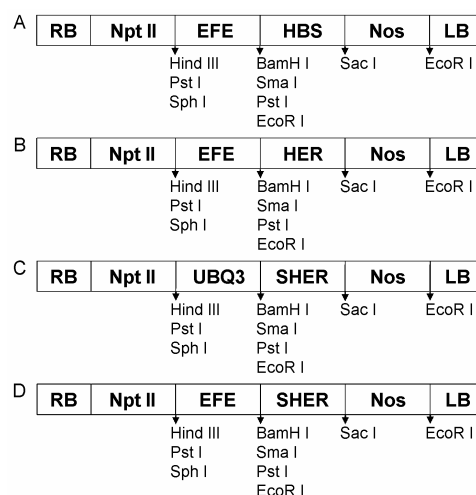 A RB Npt II EFE HBS Nos LB
Hind III BamH I Sac I EcoR I
Pst I Sma I
Sph I Pst I
EcoR I
B RB Npt II EFE HER Nos LB
Hind III BamH I Sac I EcoR I
Pst I Sma I
Sph I Pst I
EcoR I
C RB Npt II UBQ3 SHER Nos LB
Hind III BamH I Sac I EcoR I
Pst I Sma I
Sph I Pst I
EcoR I
D RB Npt II EFE SHER Nos LB
Hind III BamH I Sac I EcoR I
Pst I Sma I
Sph I Pst I
EcoR I